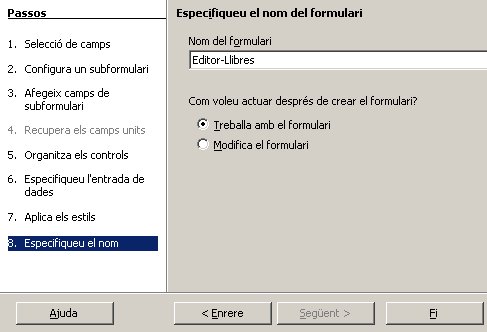 Passos
1. Selecció de camps
2. Configura un subformulari
3. Afegeix camps de
subformulari
4. Recupera els camps units
5. Organitza els controls
6. Especifiqueu l'entrada de
dades
7. Aplica els estils
8. Especifiqueu el nom
Especifiqueu el nom del formulari
Nom del formulari
Editor-Llibres
Com voleu actuar després de crear el formulari?
Treballa amb el formulari
Modifica el formulari
Ajuda
< Enrere
Següent >
Fi